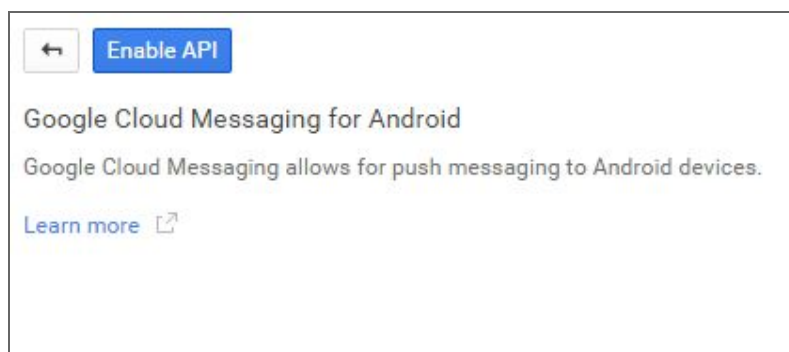 Enable API
Google Cloud Messaging for Android
Google Cloud Messaging allows for push messaging to Android devices.
Learn more